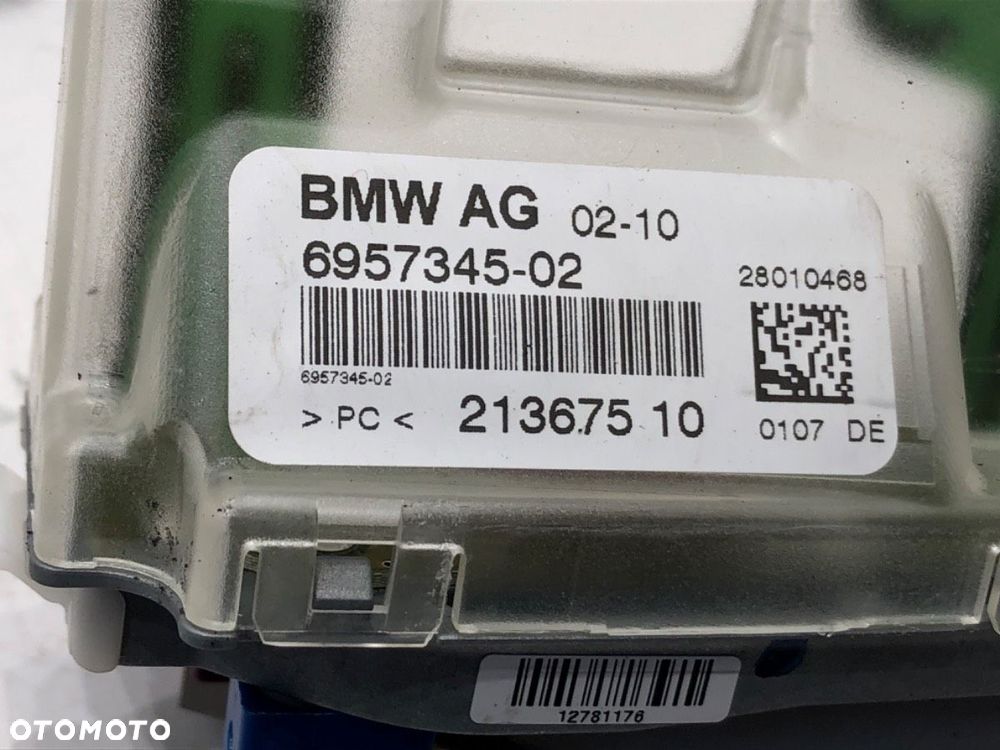 BMW AG 02-10
6957345-02
28010468
6957345-02
> PC < 213675 10
0107 DE
12781176
OTOMOTO